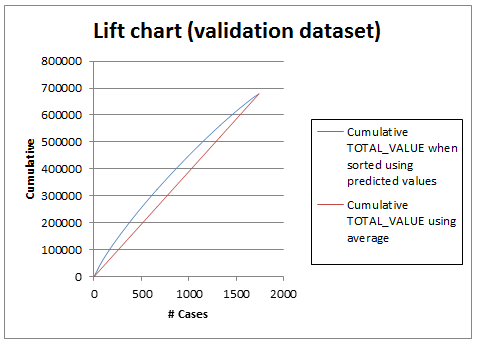 Lift chart (validation dataset)
800000
700000
600000
500000
400000
300000
200000
100000
0
Cumulative
0 500 1000 1500 2000
# Cases
Cumulative
TOTAL_VALUE when
sorted using
predicted values
Cumulative
TOTAL_VALUE using
average